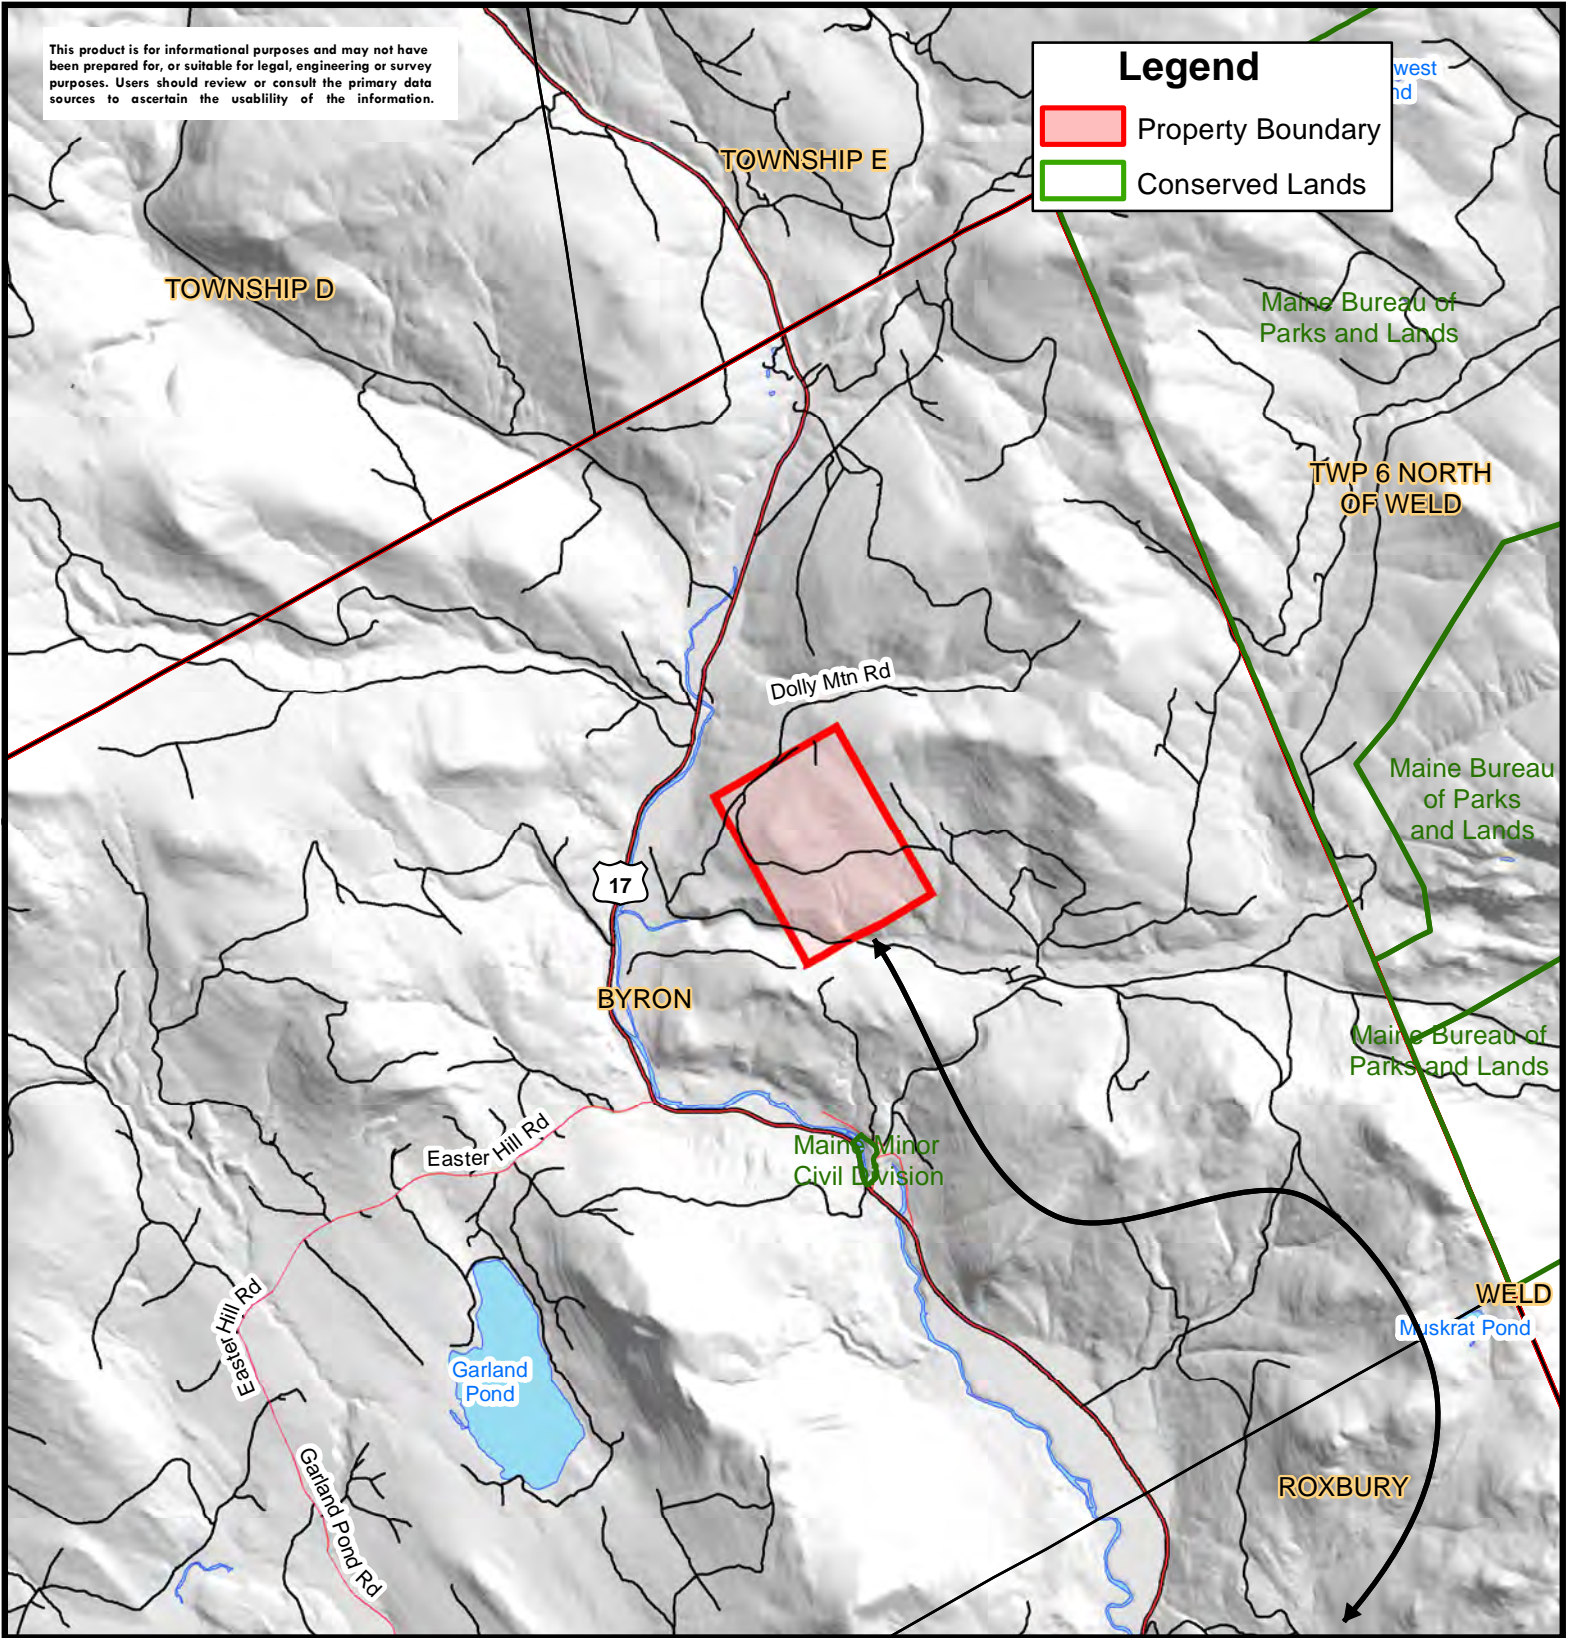 This product is for informational purposes and may not have
been prepared for, or suitable for legal, engineering or survey
purposes. Users should review or consult the primary data
sources to ascertain the usablility of the information.
Legend
Property Boundary
Conserved Lands
west
TOWNSHIP E
TOWNSHIP D
Maine Bureau of
Parks and Lands
TWP 6 NORTH
OF WELD
Dolly Mtn Rd
Maine Bureau
of Parks
and Lands
17
BYRON
Maine Bureau of
Parks and Lands
Easter Hill Rd
Maine Minor
Civil Division
Easter Hill Rd
WELD
Muskrat Pond
Garland
Pond
Garland Pond Rd
ROXBURY